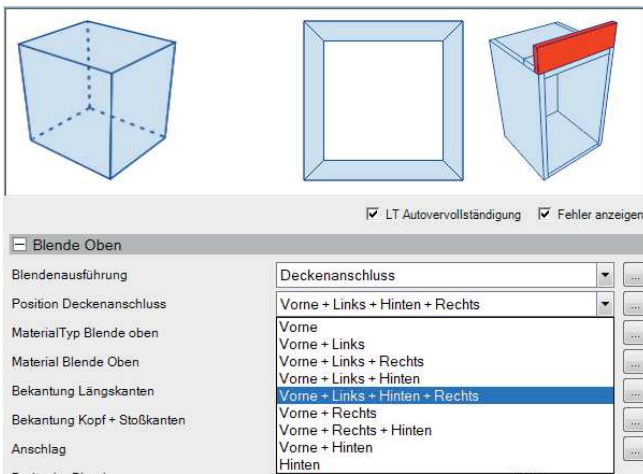 LT Autovervollständigung Fehler anzeigen
Blende Oben
Blendenausführung Deckenanschluss ...
Position Deckenanschluss Vorne + Links + Hinten + Rechts ...
MaterialTyp Blende oben ...
Material Blende Oben ...
Bekantung Längskanten ...
Bekantung Kopf + Stoßkanten ...
Anschlag ...
Vorne
Vorne + Links
Vorne + Links + Rechts
Vorne + Links + Hinten
Vorne + Links + Hinten + Rechts
Vorne + Rechts
Vorne + Rechts + Hinten
Vorne + Hinten
Hinten